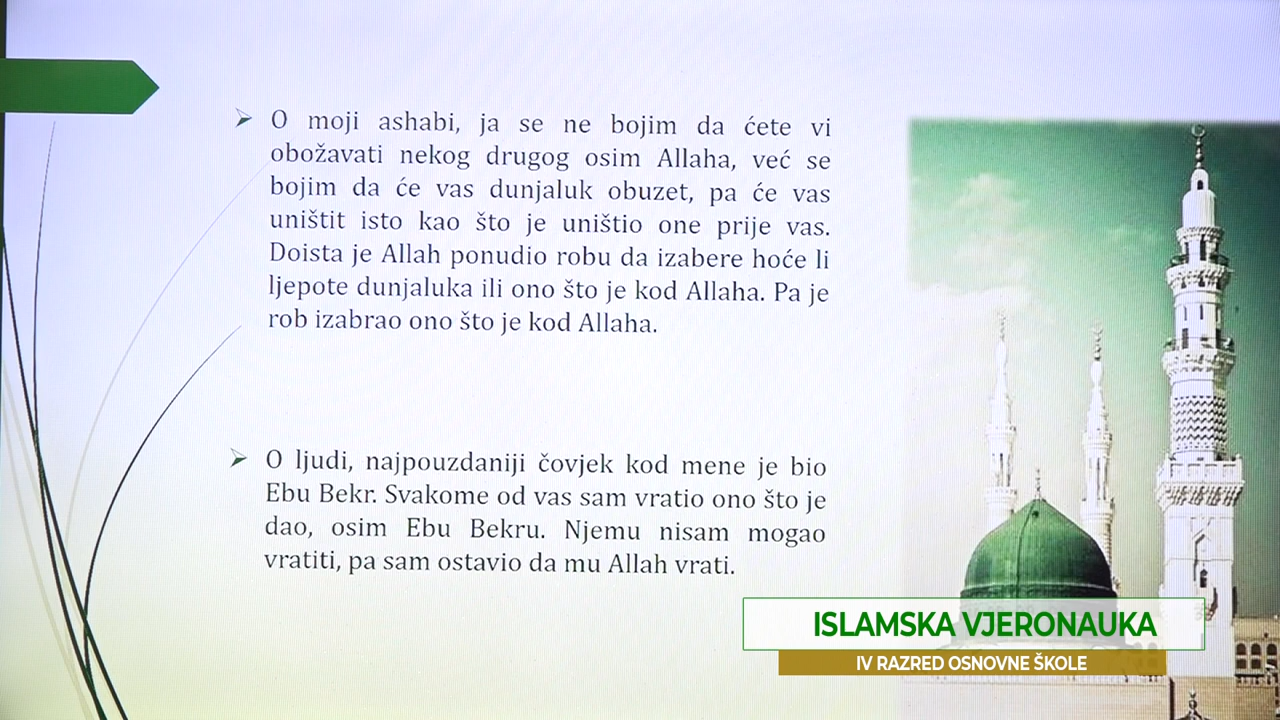 O moji ashabi, ja se ne bojim da ćete vi
obožavati nekog drugog osim Allaha, već se
bojim da će vas dunjaluk obuzet, pa će vas
uništit isto kao što je uništio one prije vas.
Doista je Allah ponudio robu da izabere hoće li
ljepote dunjaluka ili ono što je kod Allaha. Pa je
rob izabrao ono što je kod Allaha.
O ljudi, najpouzdaniji čovjek kod mene je bio
Ebu Bekr. Svakome od vas sam vratio ono što je
dao, osim Ebu Bekru. Njemu nisam mogao
vratiti, pa sam ostavio da mu Allah vrati.
ISLAMSKA VJERONAUKA
IV RAZRED OSNOVNE ŠKOLE